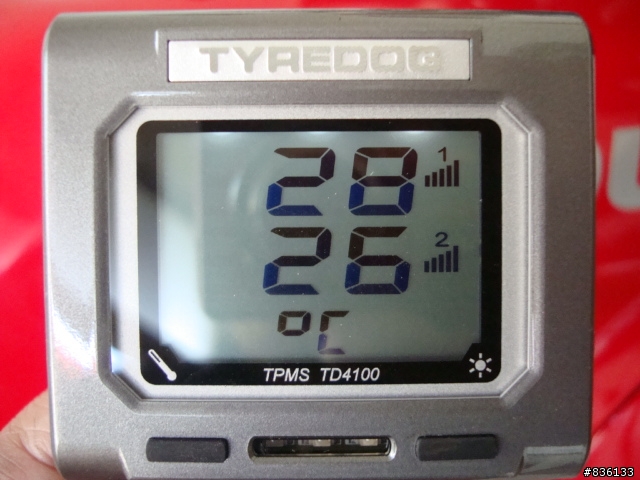 TYREDOG
28 1
26 2
°C
TPMS TD4100
#836133